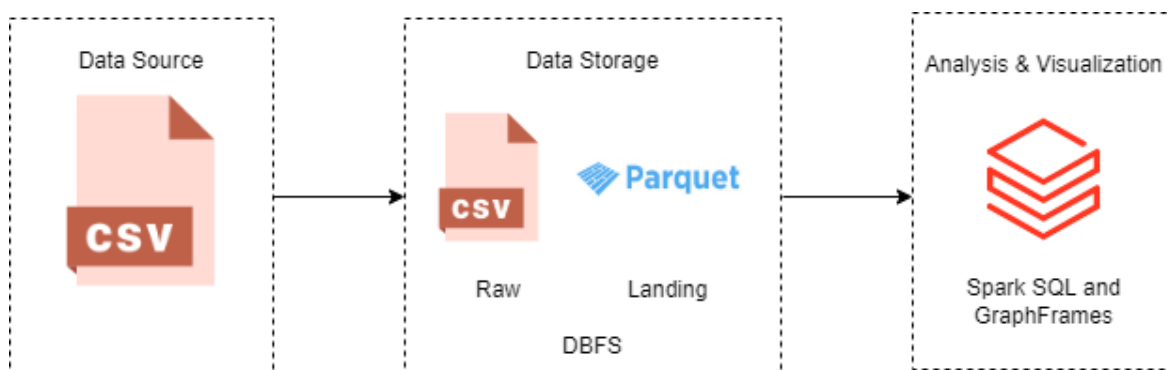 Data Source
CSV
Data Storage
CSV
Parquet
Raw
Landing
DBFS
Analysis & Visualization
Spark SQL and
GraphFrames